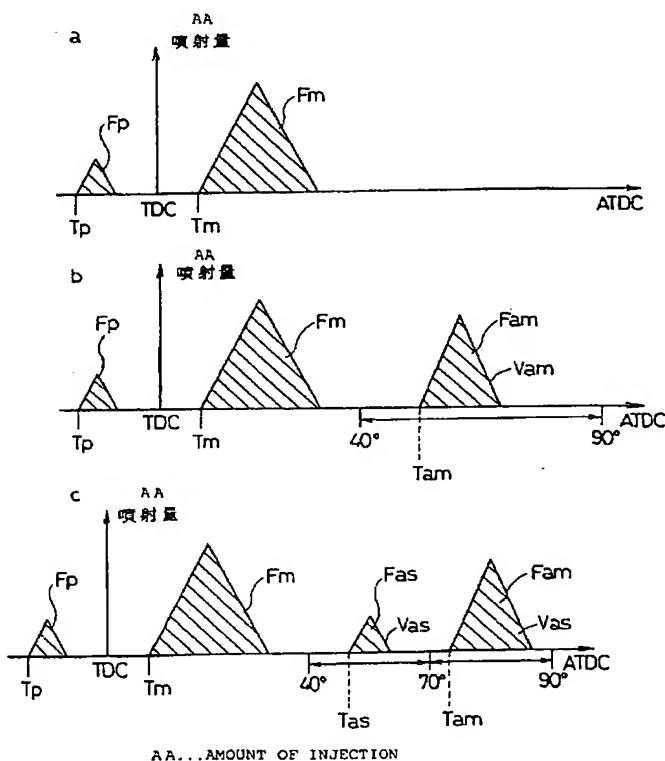 a
AA
噴射量
Fp
Fm
Tp
TDC
Tm
ATDC
b
AA
噴射量
Fp
Fm
Fam
Vam
Tp
TDC
Tm
40°
90°
ATDC
Tam
c
AA
噴射量
Fp
Fm
Fas
Fam
Vas
Vas
Tp
TDC
Tm
40°
70°
90°
ATDC
Tas
Tam
AA...AMOUNT OF INJECTION